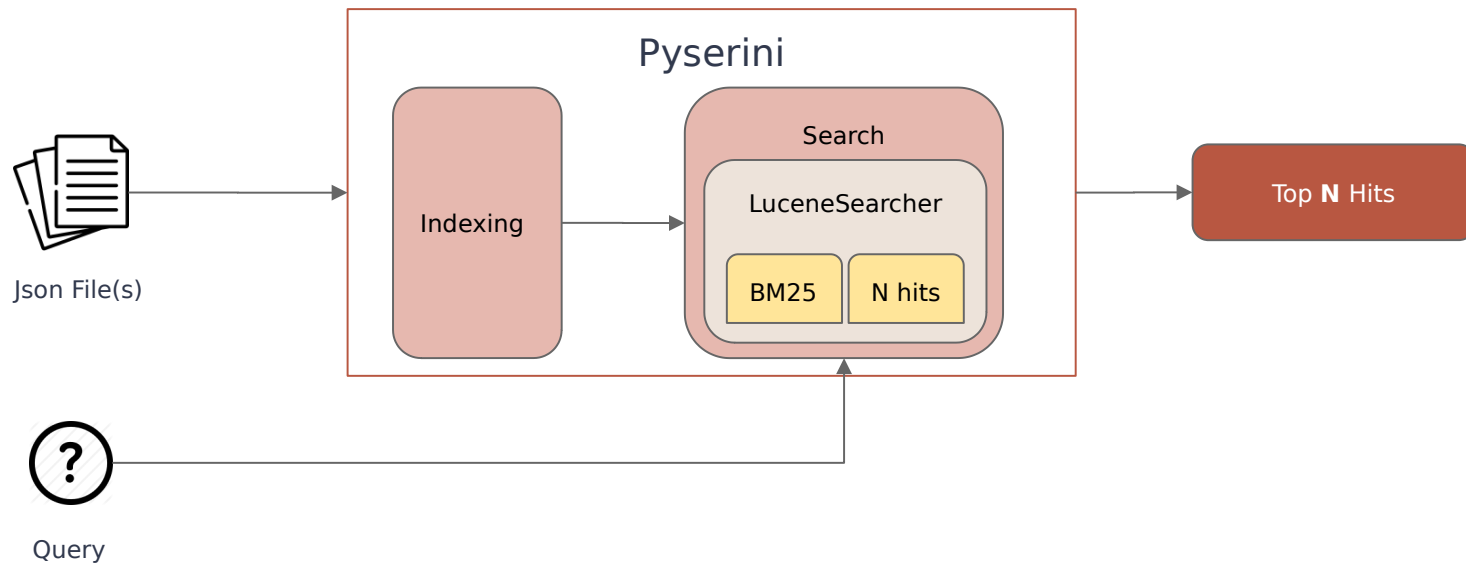 Pyserini
Search
LuceneSearcher
Indexing
BM25
N hits
Top N Hits
Json File(s)
?
Query